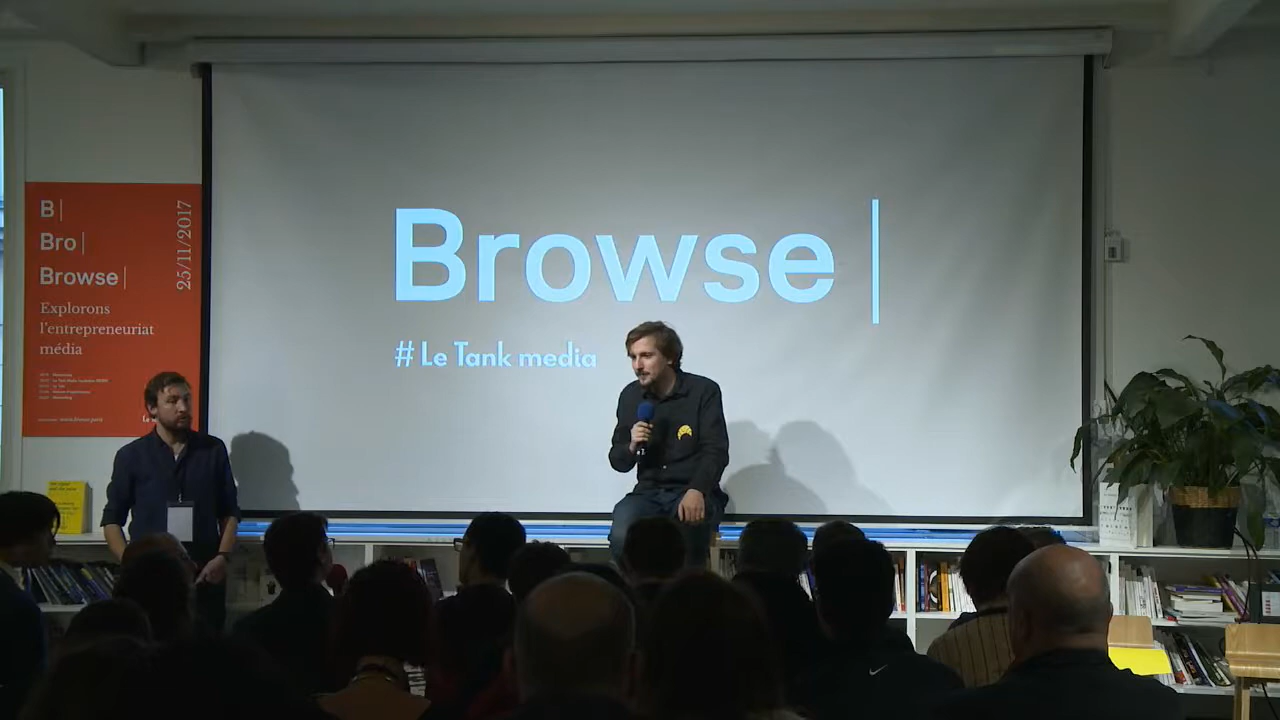 B|
Bro|
Browse|
25/11/2017
Explorons
l'entrepreneuriat
média
Browse |
# Le Tank media